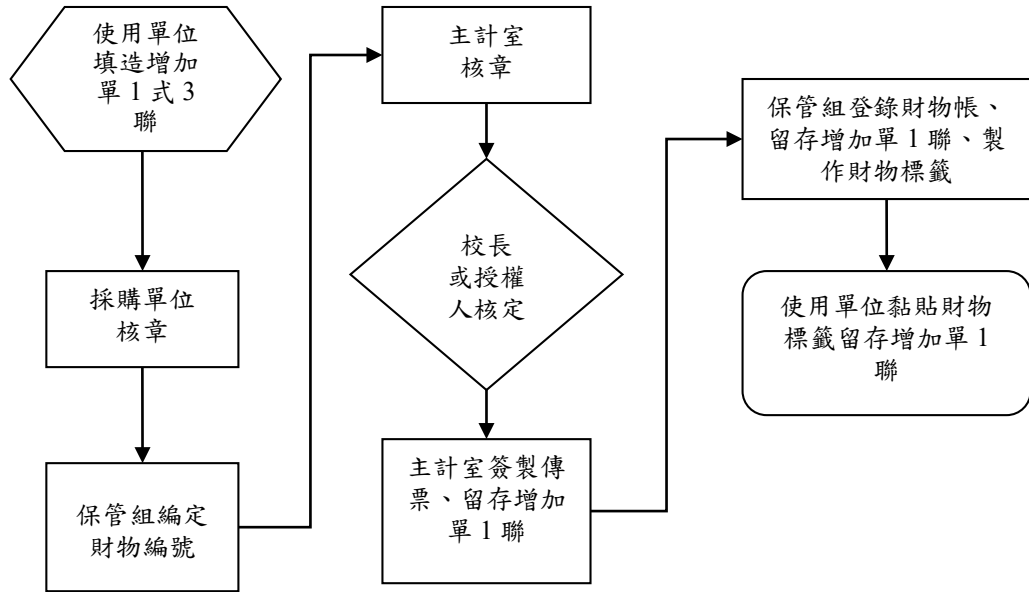 使用單位
填造增加
單 1 式 3
聯
採購單位
核章
保管組編定
財物編號
主計室
核章
校長
或授權
人核定
主計室簽製傳
票、留存增加
單 1 聯
保管組登錄財物帳、
留存增加單 1 聯、製
作財物標籤
使用單位黏貼財物
標籤留存增加單 1
聯